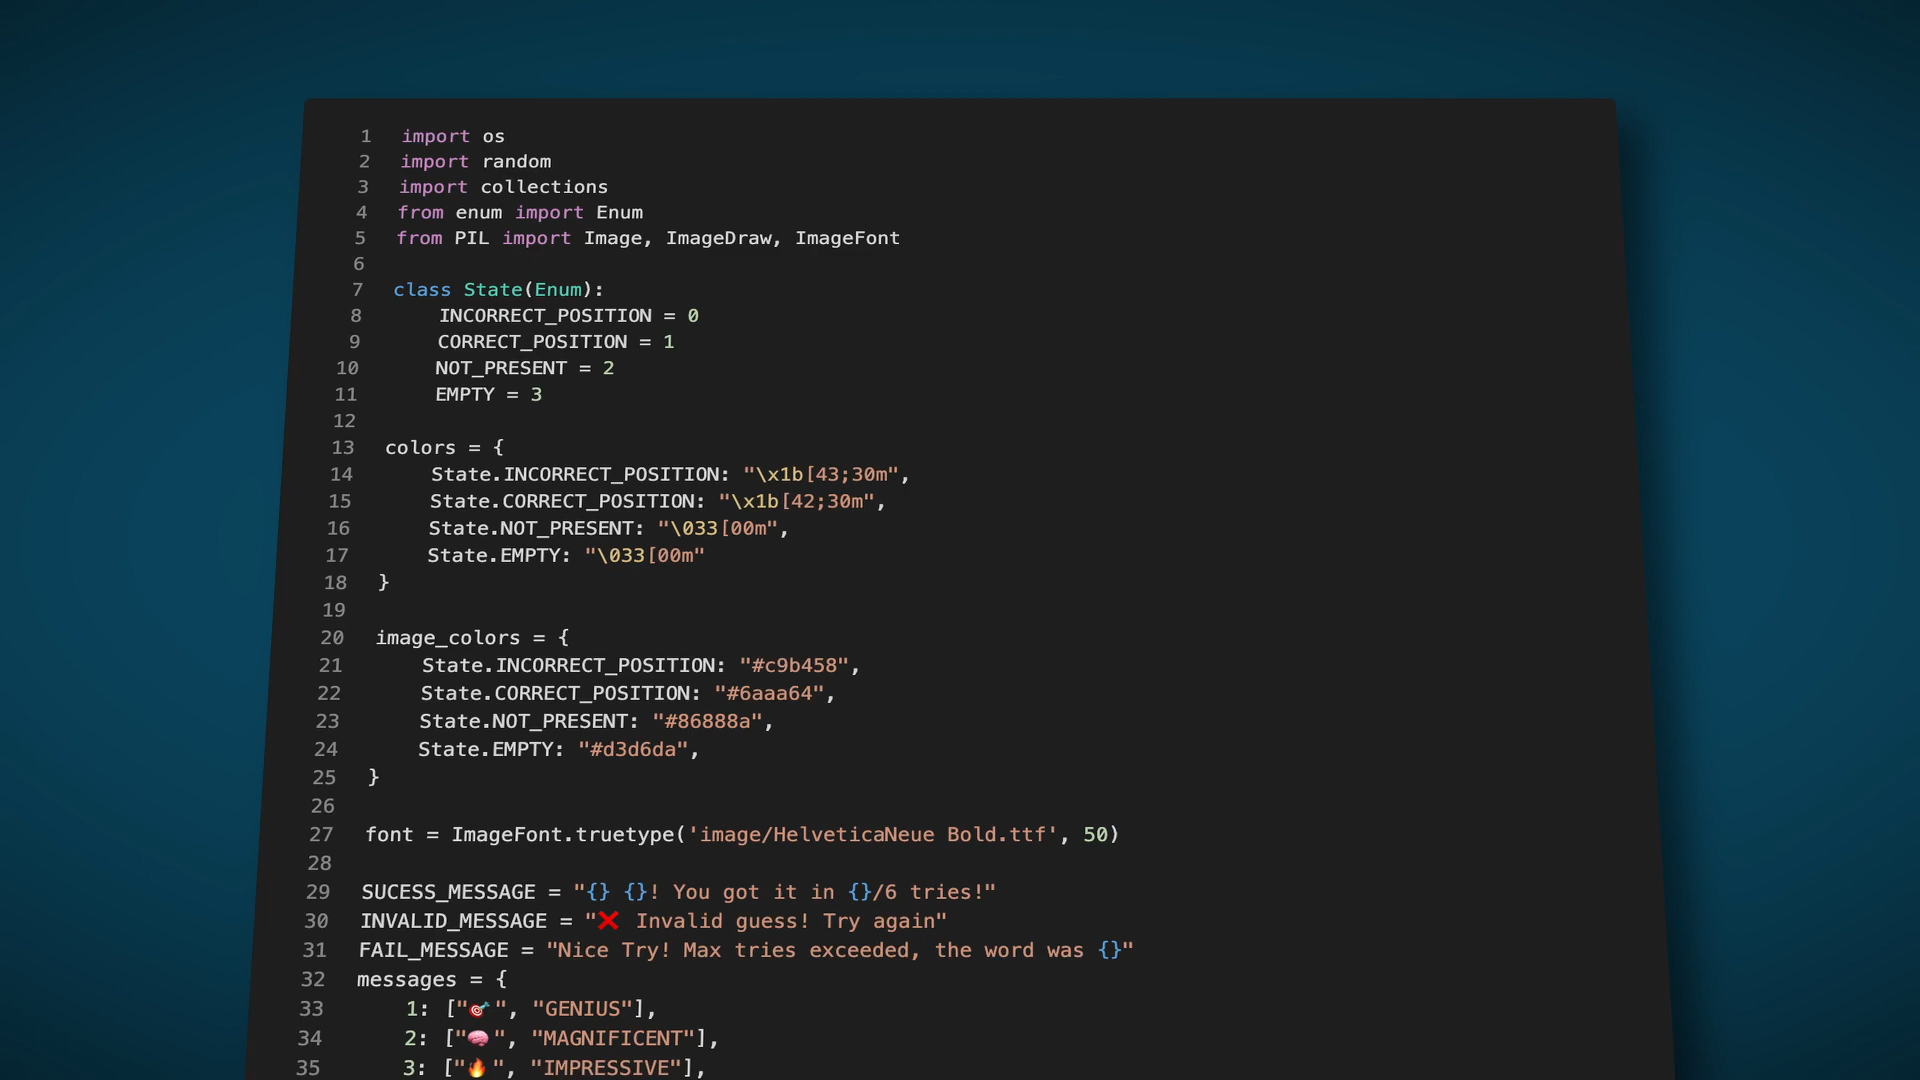 1 import os
2 import random
3 import collections
4 from enum import Enum
5 from PIL import Image, ImageDraw, ImageFont
6
7 class State(Enum):
8     INCORRECT_POSITION = 0
9     CORRECT_POSITION = 1
10     NOT_PRESENT = 2
11     EMPTY = 3
12
13 colors = {
14     State.INCORRECT_POSITION: "\x1b[43;30m",
15     State.CORRECT_POSITION: "\x1b[42;30m",
16     State.NOT_PRESENT: "\033[00m",
17     State.EMPTY: "\033[00m"
18 }
19
20 image_colors = {
21     State.INCORRECT_POSITION: "#c9b458",
22     State.CORRECT_POSITION: "#6aaa64",
23     State.NOT_PRESENT: "#86888a",
24     State.EMPTY: "#d3d6da",
25 }
26
27 font = ImageFont.truetype('image/HelveticaNeue Bold.ttf', 50)
28
29 SUCESS_MESSAGE = "{} {}! You got it in {}/6 tries!"
30 INVALID_MESSAGE = "❌ Invalid guess! Try again"
31 FAIL_MESSAGE = "Nice Try! Max tries exceeded, the word was {}"
32 messages = {
33     1: ["🎯", "GENIUS"],
34     2: ["🧠", "MAGNIFICENT"],
35     3: ["🔥", "IMPRESSIVE"],